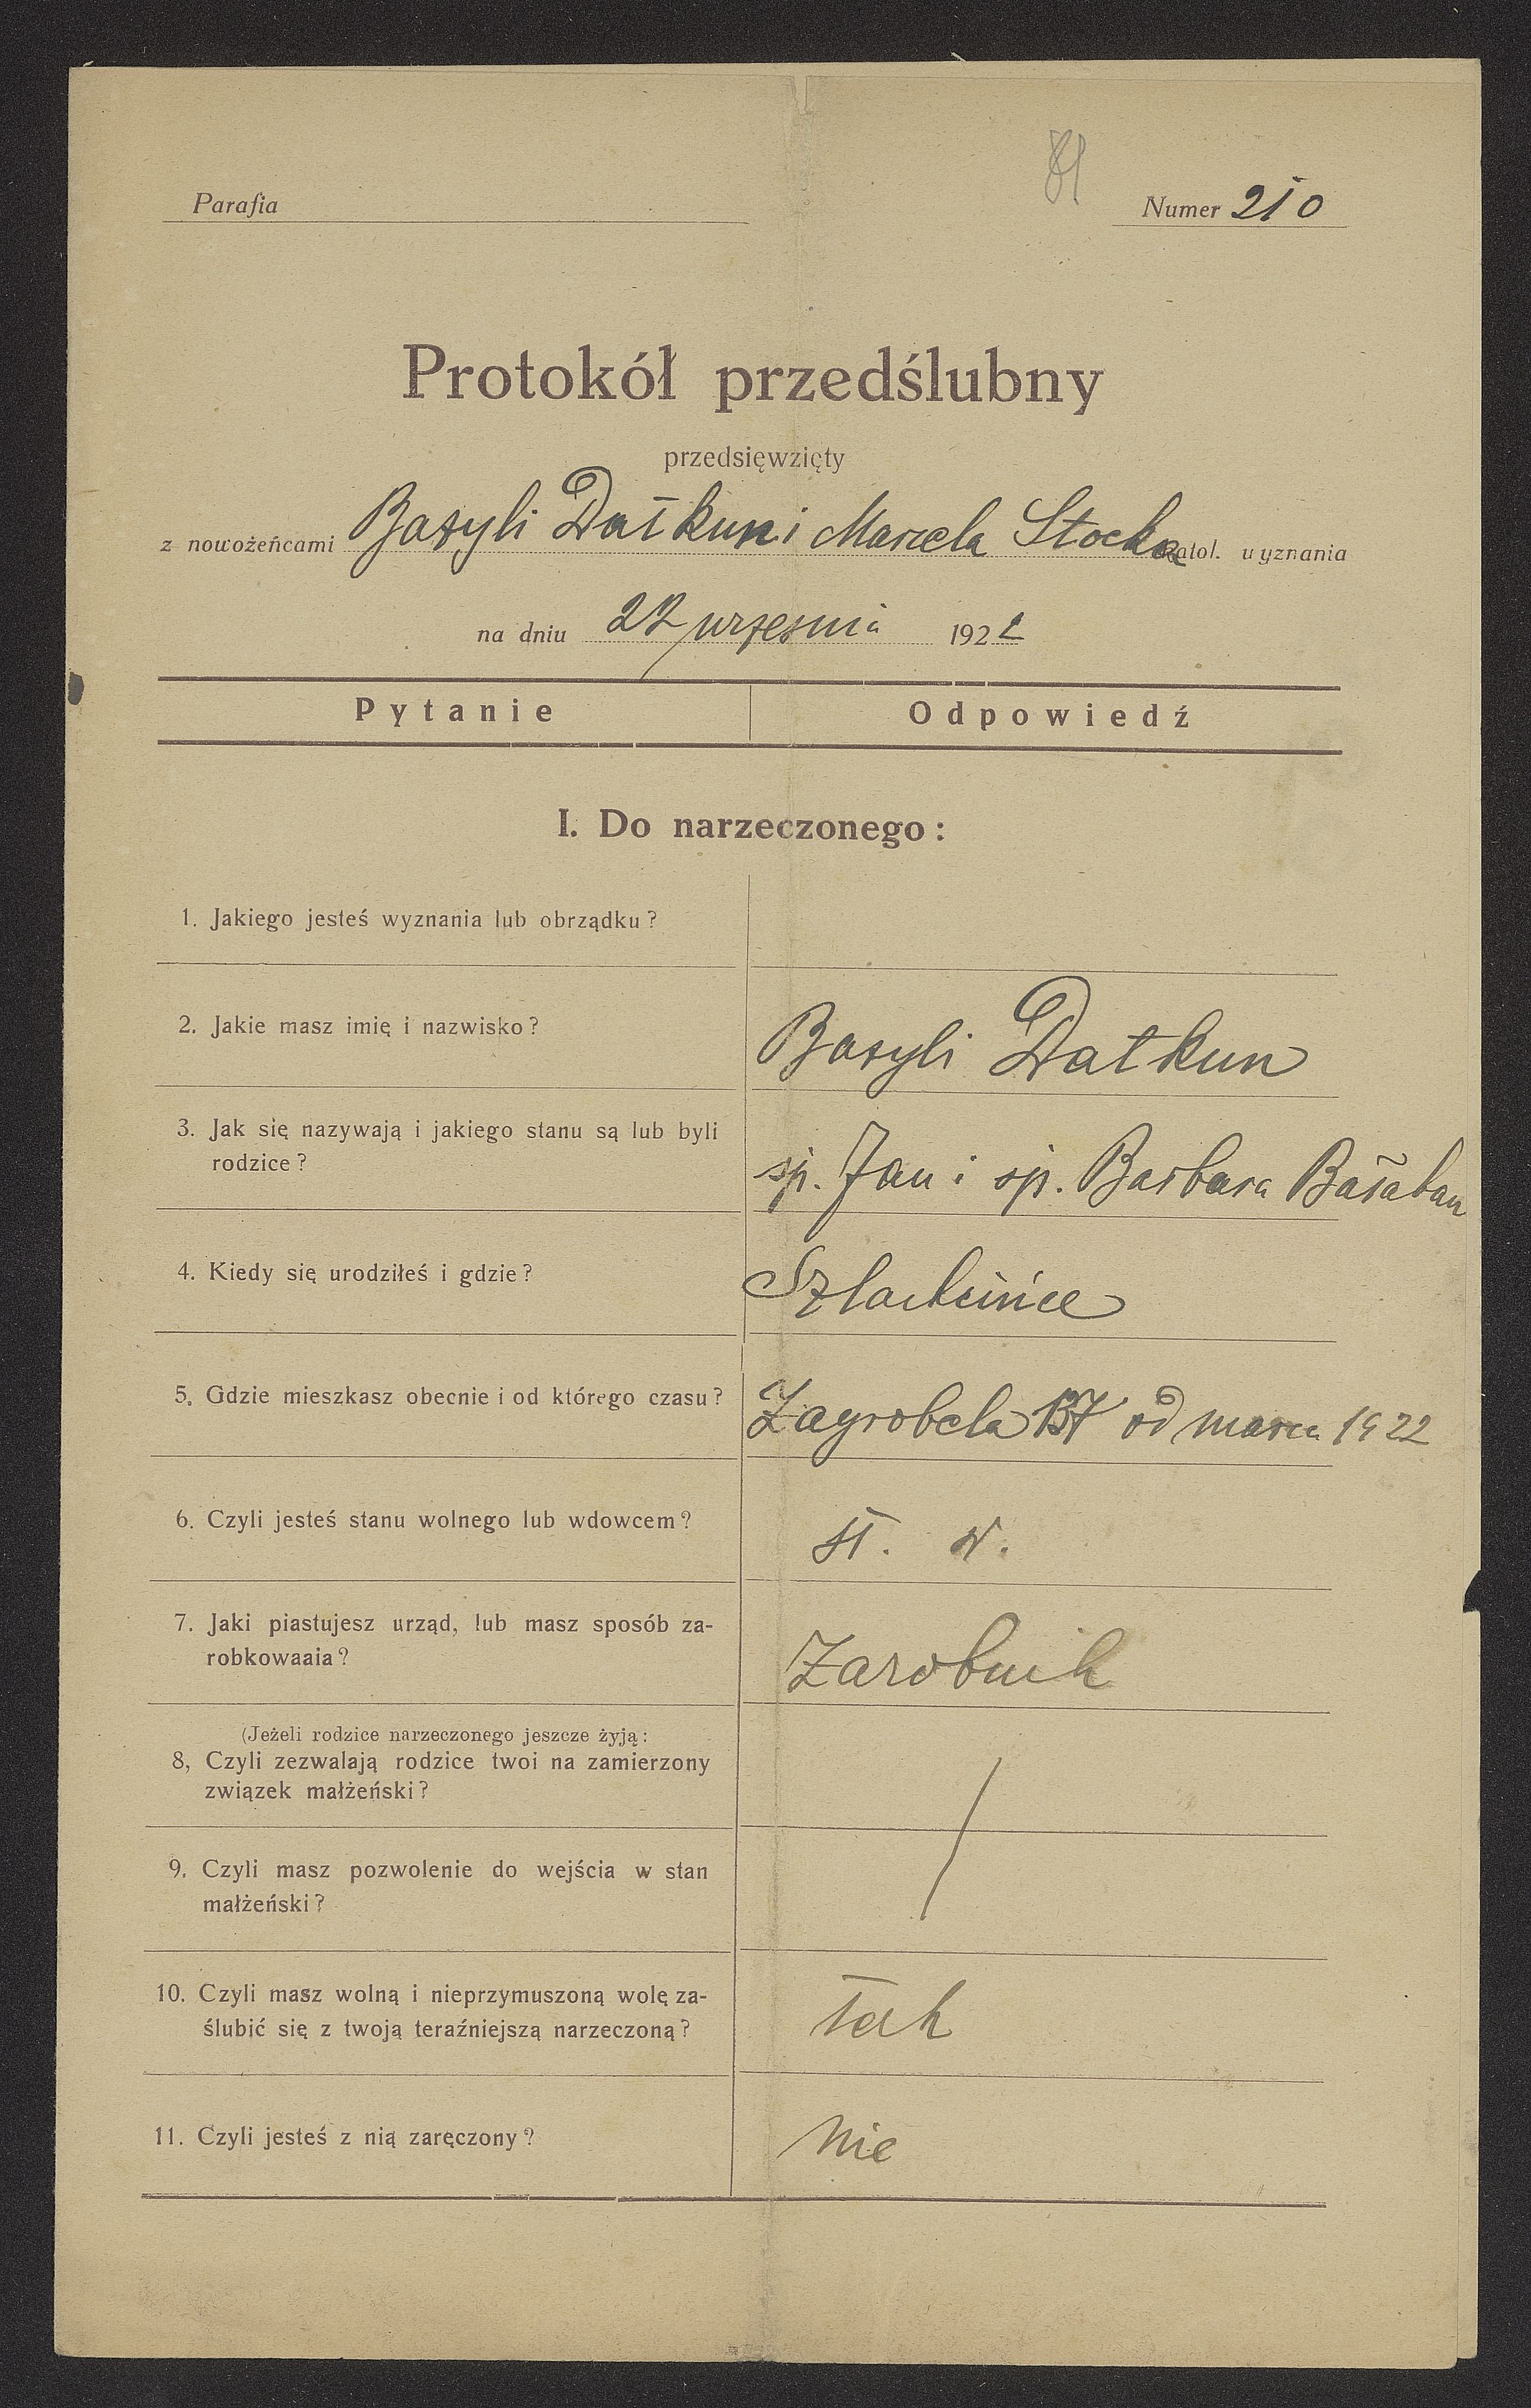 81
Parafia
Numer 210
Protokół przedślubny
przedsięwzięty
z nowożeńcami Bazyli Datkun i Marcela Stocka katol. wyznania
na dniu 22 września 1922
Pytanie Odpowiedź
I. Do narzeczonego:
1. Jakiego jesteś wyznania lub obrządku?
2. Jakie masz imię i nazwisko? Bazyli Datkun
3. Jak się nazywają i jakiego stanu są lub byli
rodzice? śp. Jan i śp. Barbara Bałaban
4. Kiedy się urodziłeś i gdzie? Szlachcińce
5. Gdzie mieszkasz obecnie i od którego czasu? Zagrobela 137 od marca 1922
6. Czyli jesteś stanu wolnego lub wdowcem? st. w.
7. Jaki piastujesz urząd, lub masz sposób za-
robkowaaia? Zarobnik
(Jeżeli rodzice narzeczonego jeszcze żyją:
8, Czyli zezwalają rodzice twoi na zamierzony
związek małżeński?
9. Czyli masz pozwolenie do wejścia w stan
małżeński?
10. Czyli masz wolną i nieprzymuszoną wolę za-
ślubić się z twoją teraźniejszą narzeczoną? tak
11. Czyli jesteś z nią zaręczony? nie